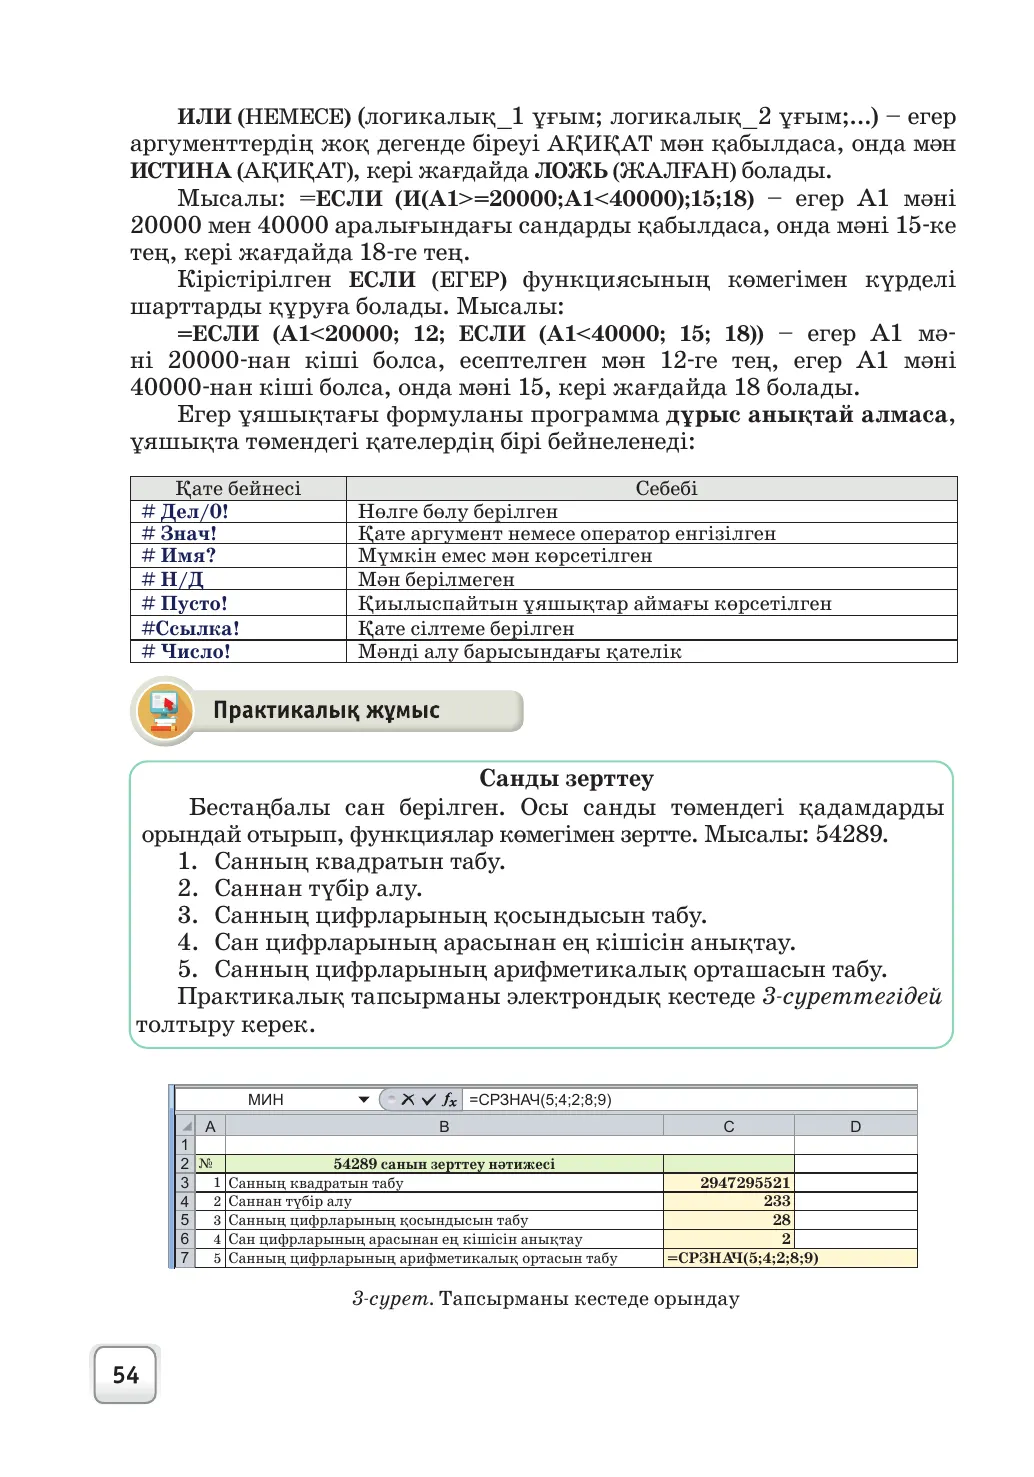 ИЛИ (НЕМЕСЕ) (логикалық_1 ұғым; логикалық_2 ұғым;...) – егер
аргументтердің жоқ дегенде біреуі АҚИҚАТ мән қабылдаса, онда мән
ИСТИНА (АҚИҚАТ), кері жағдайда ЛОЖЬ (ЖАЛҒАН) болады.
Мысалы: =ЕСЛИ (И(A1>=20000;A1<40000);15;18) – егер А1 мәні
20000 мен 40000 аралығындағы сандарды қабылдаса, онда мәні 15-ке
тең, кері жағдайда 18-ге тең.
Кірістірілген ЕСЛИ (ЕГЕР) функциясының көмегімен күрделі
шарттарды құруға болады. Мысалы:
=ЕСЛИ (A1<20000; 12; ЕСЛИ (A1<40000; 15; 18)) – егер А1 мә-
ні 20000-нан кіші болса, есептелген мән 12-ге тең, егер А1 мәні
40000-нан кіші болса, онда мәні 15, кері жағдайда 18 болады.
Егер ұяшықтағы формуланы программа дұрыс анықтай алмаса,
ұяшықта төмендегі қателердің бірі бейнеленеді:
Қате бейнесі Себебі
# Дел/0! Нөлге бөлу берілген
# Знач! Қате аргумент немесе оператор енгізілген
# Имя? Мүмкін емес мән көрсетілген
# Н/Д Мән берілмеген
# Пусто! Қиылыспайтын ұяшықтар аймағы көрсетілген
#Ссылка! Қате сілтеме берілген
# Число! Мәнді алу барысындағы қателік
Практикалық жұмыс
Санды зерттеу
Бестаңбалы сан берілген. Осы санды төмендегі қадамдарды
орындай отырып, функциялар көмегімен зертте. Мысалы: 54289.
1. Санның квадратын табу.
2. Саннан түбір алу.
3. Санның цифрларының қосындысын табу.
4. Сан цифрларының арасынан ең кішісін анықтау.
5. Санның цифрларының арифметикалық орташасын табу.
Практикалық тапсырманы электрондық кестеде 3-суреттегідей
толтыру керек.
МИН fx =СРЗНАЧ(5;4;2;8;9)
A B C D
1
2 № 54289 санын зерттеу нәтижесі
3 1 Санның квадратын табу 2947295521
4 2 Саннан түбір алу 233
5 3 Санның цифрларының қосындысын табу 28
6 4 Сан цифрларының арасынан ең кішісін анықтау 2
7 5 Санның цифрларының арифметикалық ортасын табу =СРЗНАЧ(5;4;2;8;9)
3-сурет. Тапсырманы кестеде орындау
54